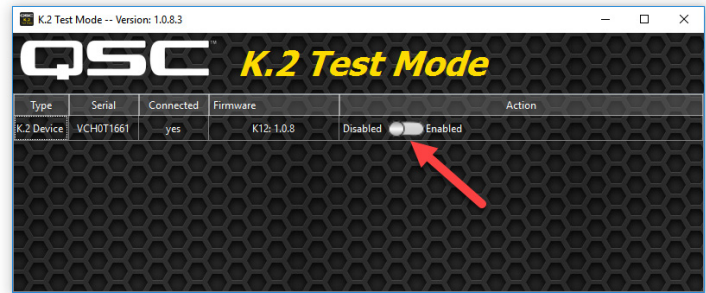 K.2 Test Mode -- Version: 1.0.8.3
QSC™ K.2 Test Mode
Type Serial Connected Firmware Action
K.2 Device VCH0T1661 yes K12: 1.0.8 Disabled Enabled